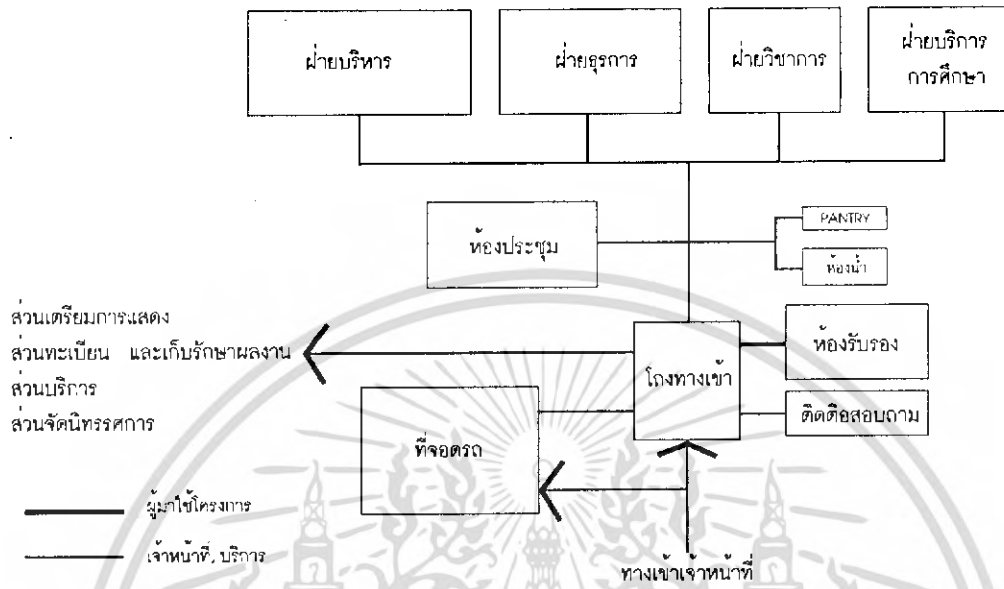 ฝ่ายบริหาร
ฝ่ายธุรการ
ฝ่ายวิชาการ
ฝ่ายบริการ
การศึกษา
ห้องประชุม
PANTRY
ห้องน้ำ
ส่วนเตรียมการแสดง
ส่วนทะเบียน และเก็บรักษาผลงาน
ส่วนบริการ
ส่วนจัดนิทรรศการ
โถงทางเข้า
ห้องรับรอง
ติดต่อสอบถาม
ที่จอดรถ
ผู้มาใช้โครงการ
เจ้าหน้าที่, บริการ
ทางเข้าเจ้าหน้าที่